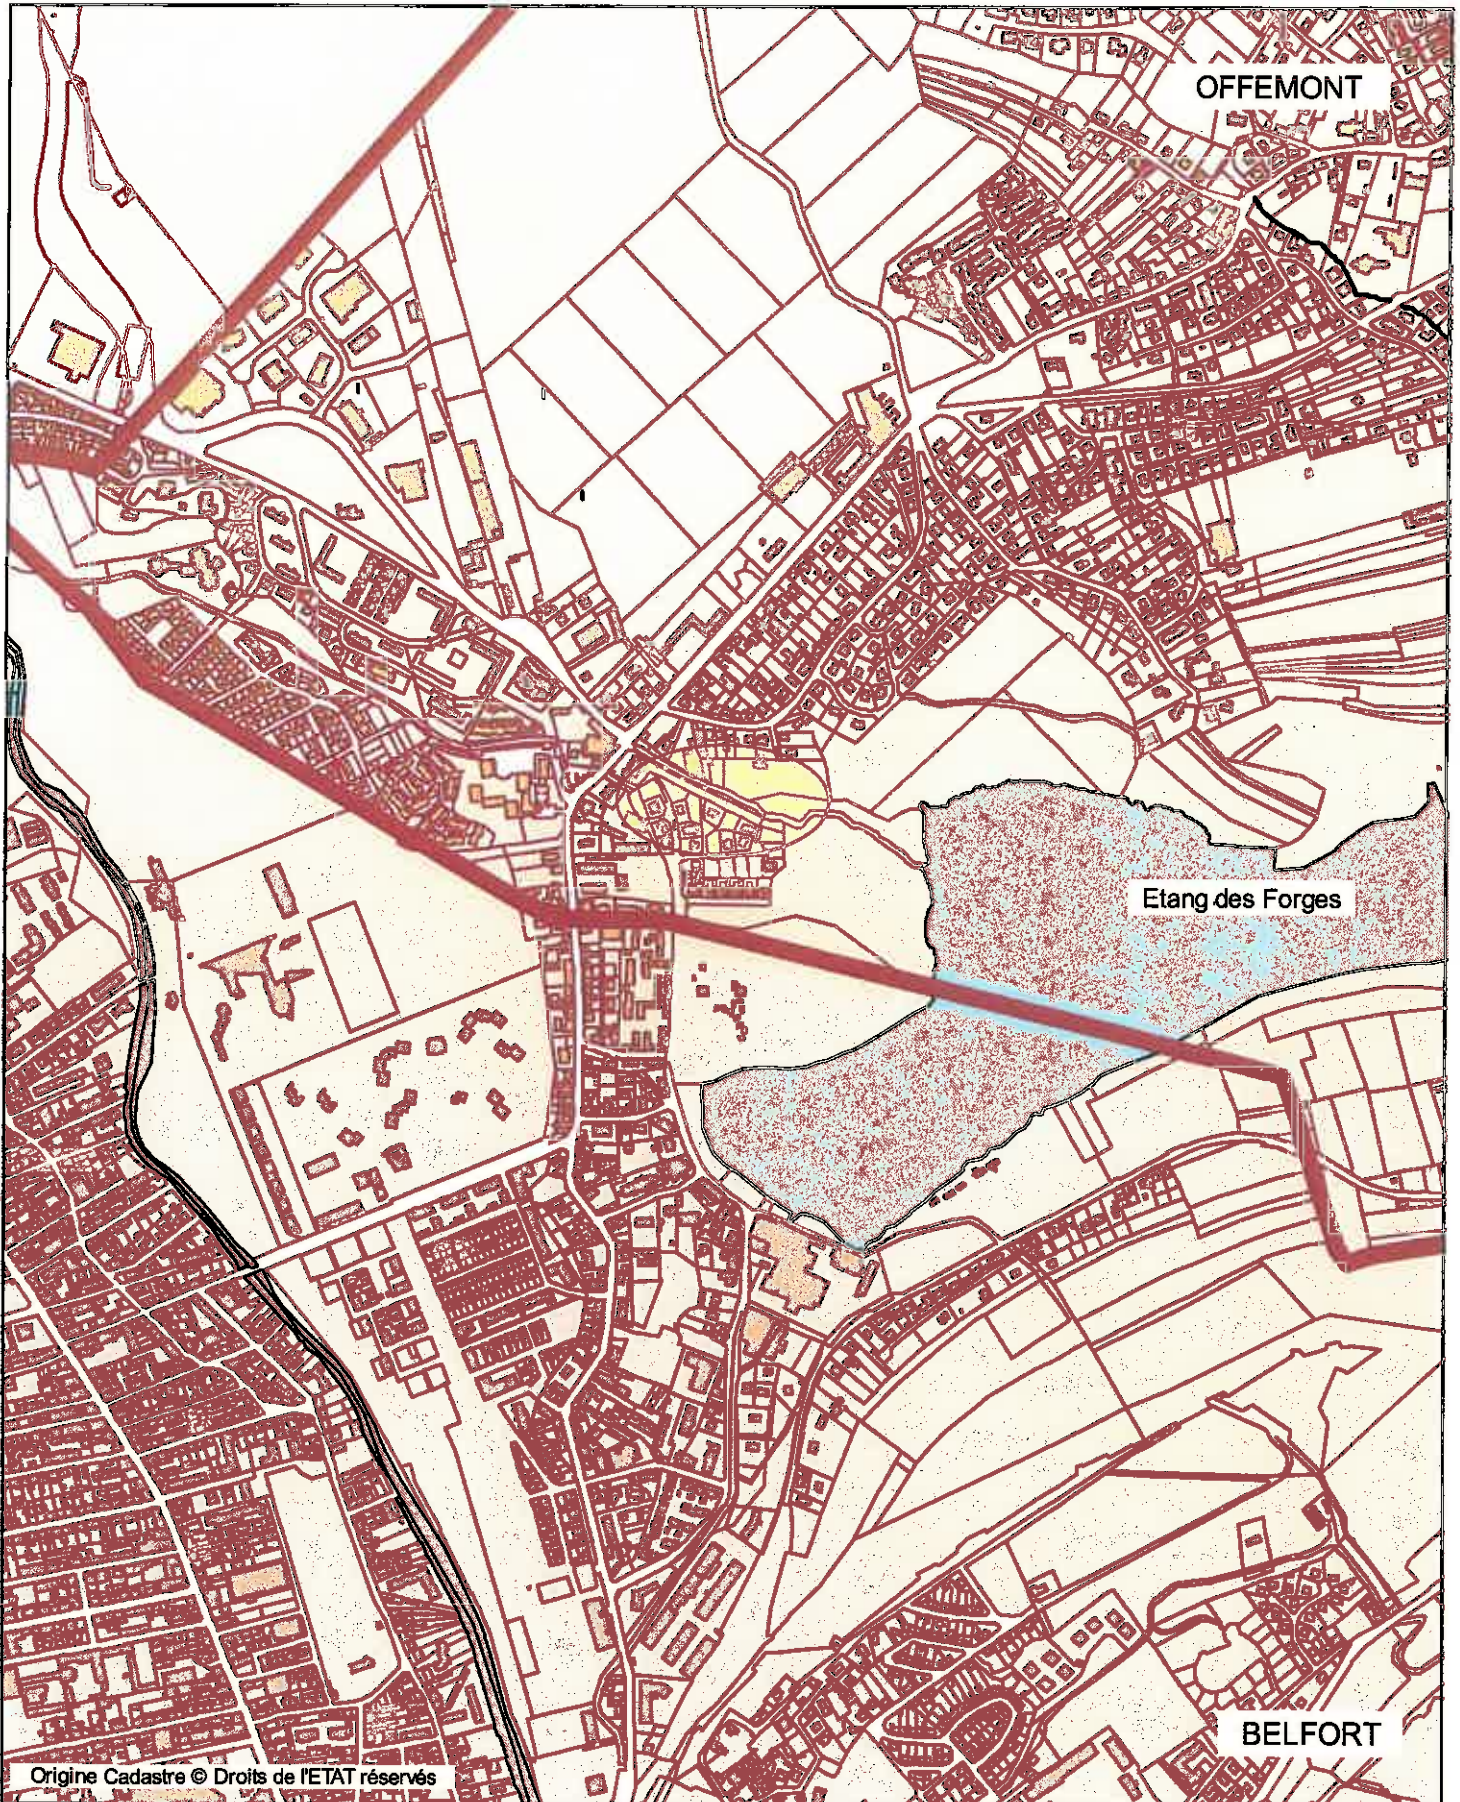 OFFEMONT
Etang des Forges
BELFORT
Origine Cadastre © Droits de l'ETAT réservés